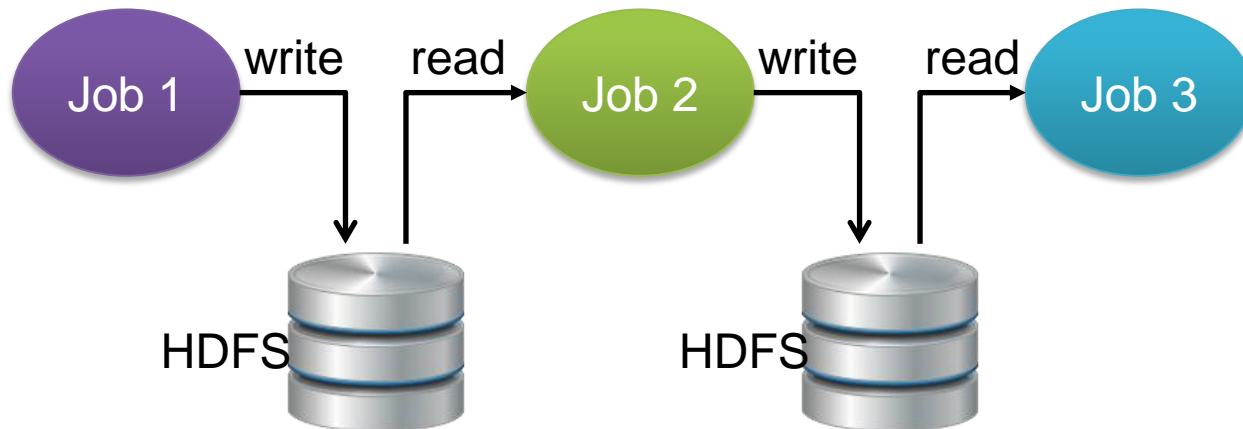 write
read
write
read
Job 1
Job 2
Job 3
HDFS
HDFS